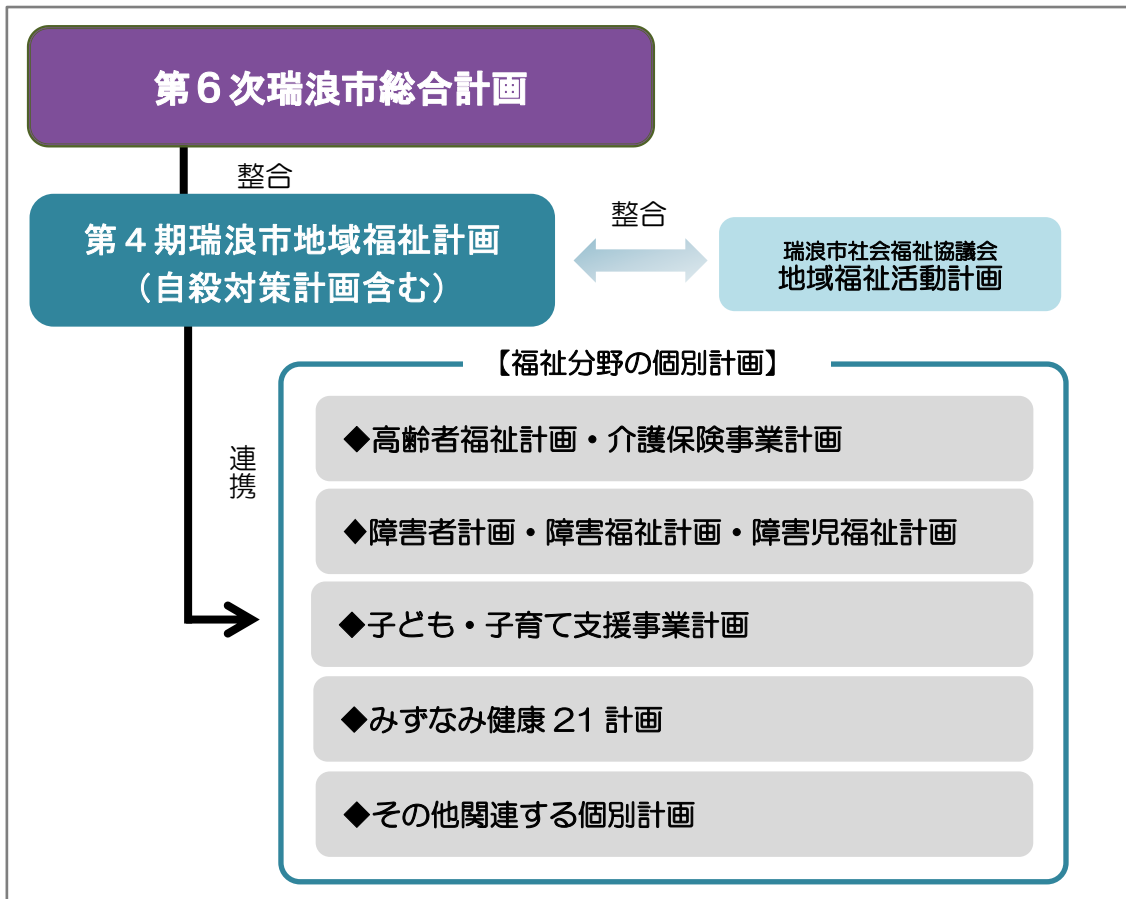 第６次瑞浪市総合計画
整合
第４期瑞浪市地域福祉計画
（自殺対策計画含む）
整合
瑞浪市社会福祉協議会
地域福祉活動計画
連携
【福祉分野の個別計画】
◆高齢者福祉計画・介護保険事業計画
◆障害者計画・障害福祉計画・障害児福祉計画
◆子ども・子育て支援事業計画
◆みずなみ健康 21 計画
◆その他関連する個別計画